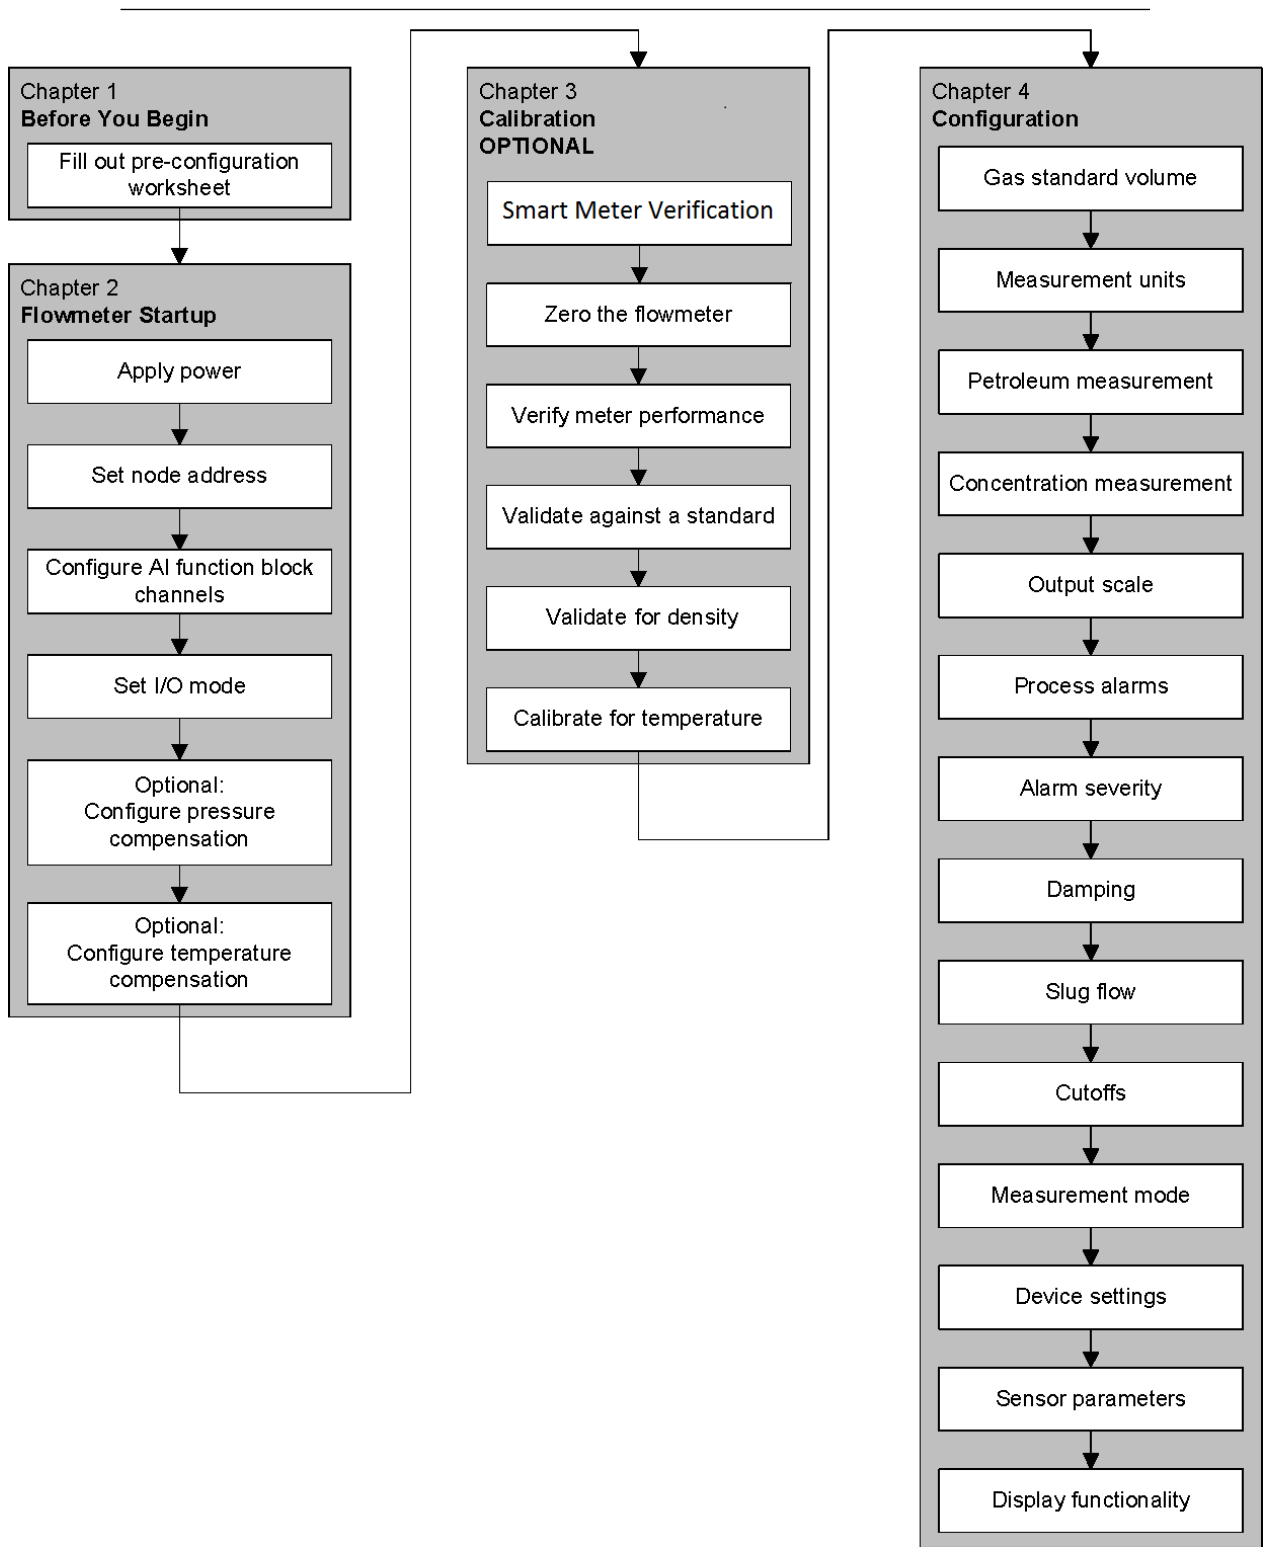 Chapter 1
Before You Begin
Fill out pre-configuration
worksheet
Chapter 2
Flowmeter Startup
Apply power
Set node address
Configure AI function block
channels
Set I/O mode
Optional:
Configure pressure
compensation
Optional:
Configure temperature
compensation
Chapter 3
Calibration
OPTIONAL
Smart Meter Verification
Zero the flowmeter
Verify meter performance
Validate against a standard
Validate for density
Calibrate for temperature
Chapter 4
Configuration
Gas standard volume
Measurement units
Petroleum measurement
Concentration measurement
Output scale
Process alarms
Alarm severity
Damping
Slug flow
Cutoffs
Measurement mode
Device settings
Sensor parameters
Display functionality